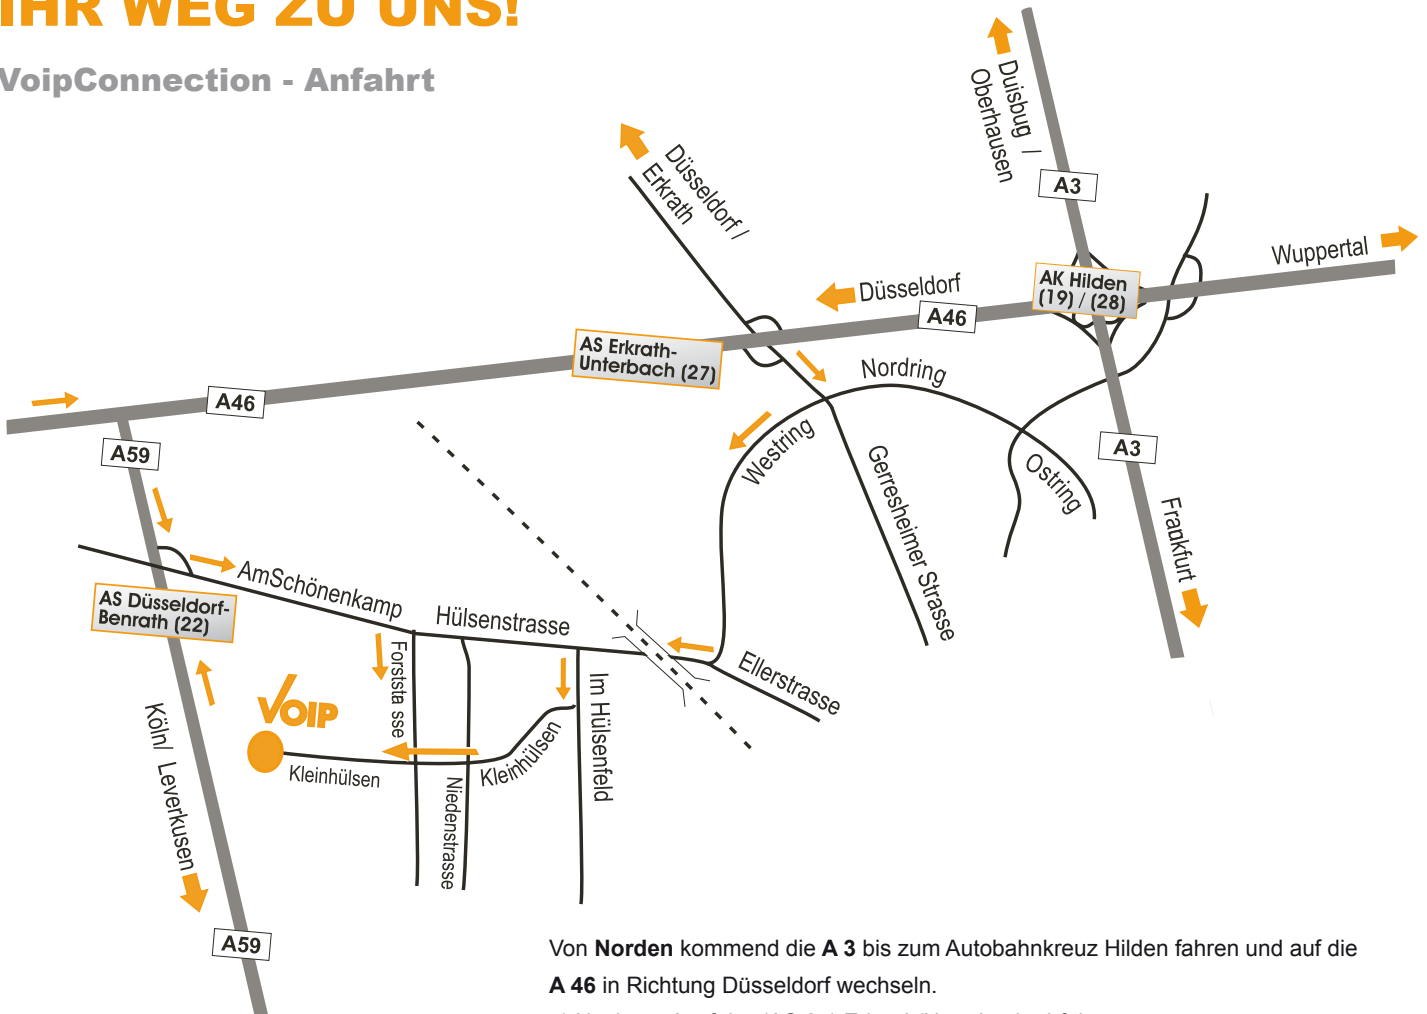 IHR WEG ZU UNS!
VoipConnection - Anfahrt
Duisbug /
Oberhausen
A3
Düsseldorf /
Erkrath
Wuppertal
AK Hilden
(19) / (28)
Düsseldorf
A46
AS Erkrath-
Unterbach (27)
Nordring
A46
Westring
A59
Ostring
A3
Gerresheimer Strasse
Frankfurt
AmSchönenkamp
AS Düsseldorf-
Benrath (22)
Hülsenstrasse
Forststa sse
Ellerstrasse
Im Hülsenfeld
VOIP
Köln/ Leverkusen
Kleinhülsen
Kleinhülsen
Niedenstrasse
A59
Von Norden kommend die A 3 bis zum Autobahnkreuz Hilden fahren und auf die
A 46 in Richtung Düsseldorf wechseln.